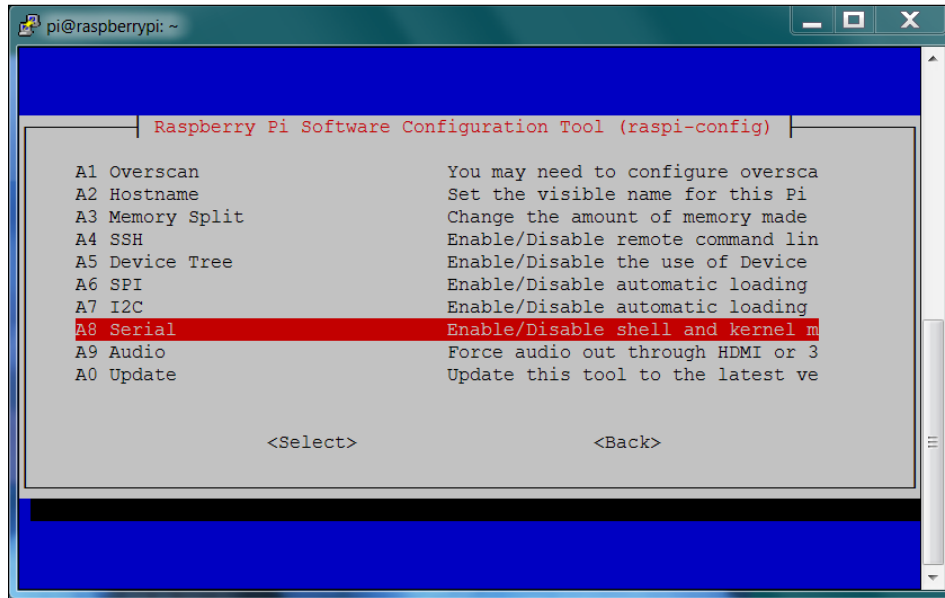 pi@raspberrypi: ~
Raspberry Pi Software Configuration Tool (raspi-config)
A1 Overscan You may need to configure oversca
A2 Hostname Set the visible name for this Pi
A3 Memory Split Change the amount of memory made
A4 SSH Enable/Disable remote command lin
A5 Device Tree Enable/Disable the use of Device
A6 SPI Enable/Disable automatic loading
A7 I2C Enable/Disable automatic loading
A8 Serial Enable/Disable shell and kernel m
A9 Audio Force audio out through HDMI or 3
A0 Update Update this tool to the latest ve
<Select> <Back>